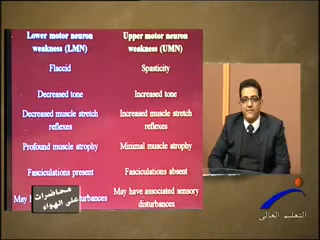 Lower motor neuron
weakness (LMN)
Upper motor neuron
weakness (UMN)
Flaccid
Spasticity
Decreased tone
Increased tone
Decreased muscle stretch
reflexes
Increased muscle stretch
reflexes
Profound muscle atrophy
Minimal muscle atrophy
Fasciculations present
Fasciculations absent
May
disturbances
May have associated sensory
disturbances
محاضرات
على الهواء
التعليم العالى